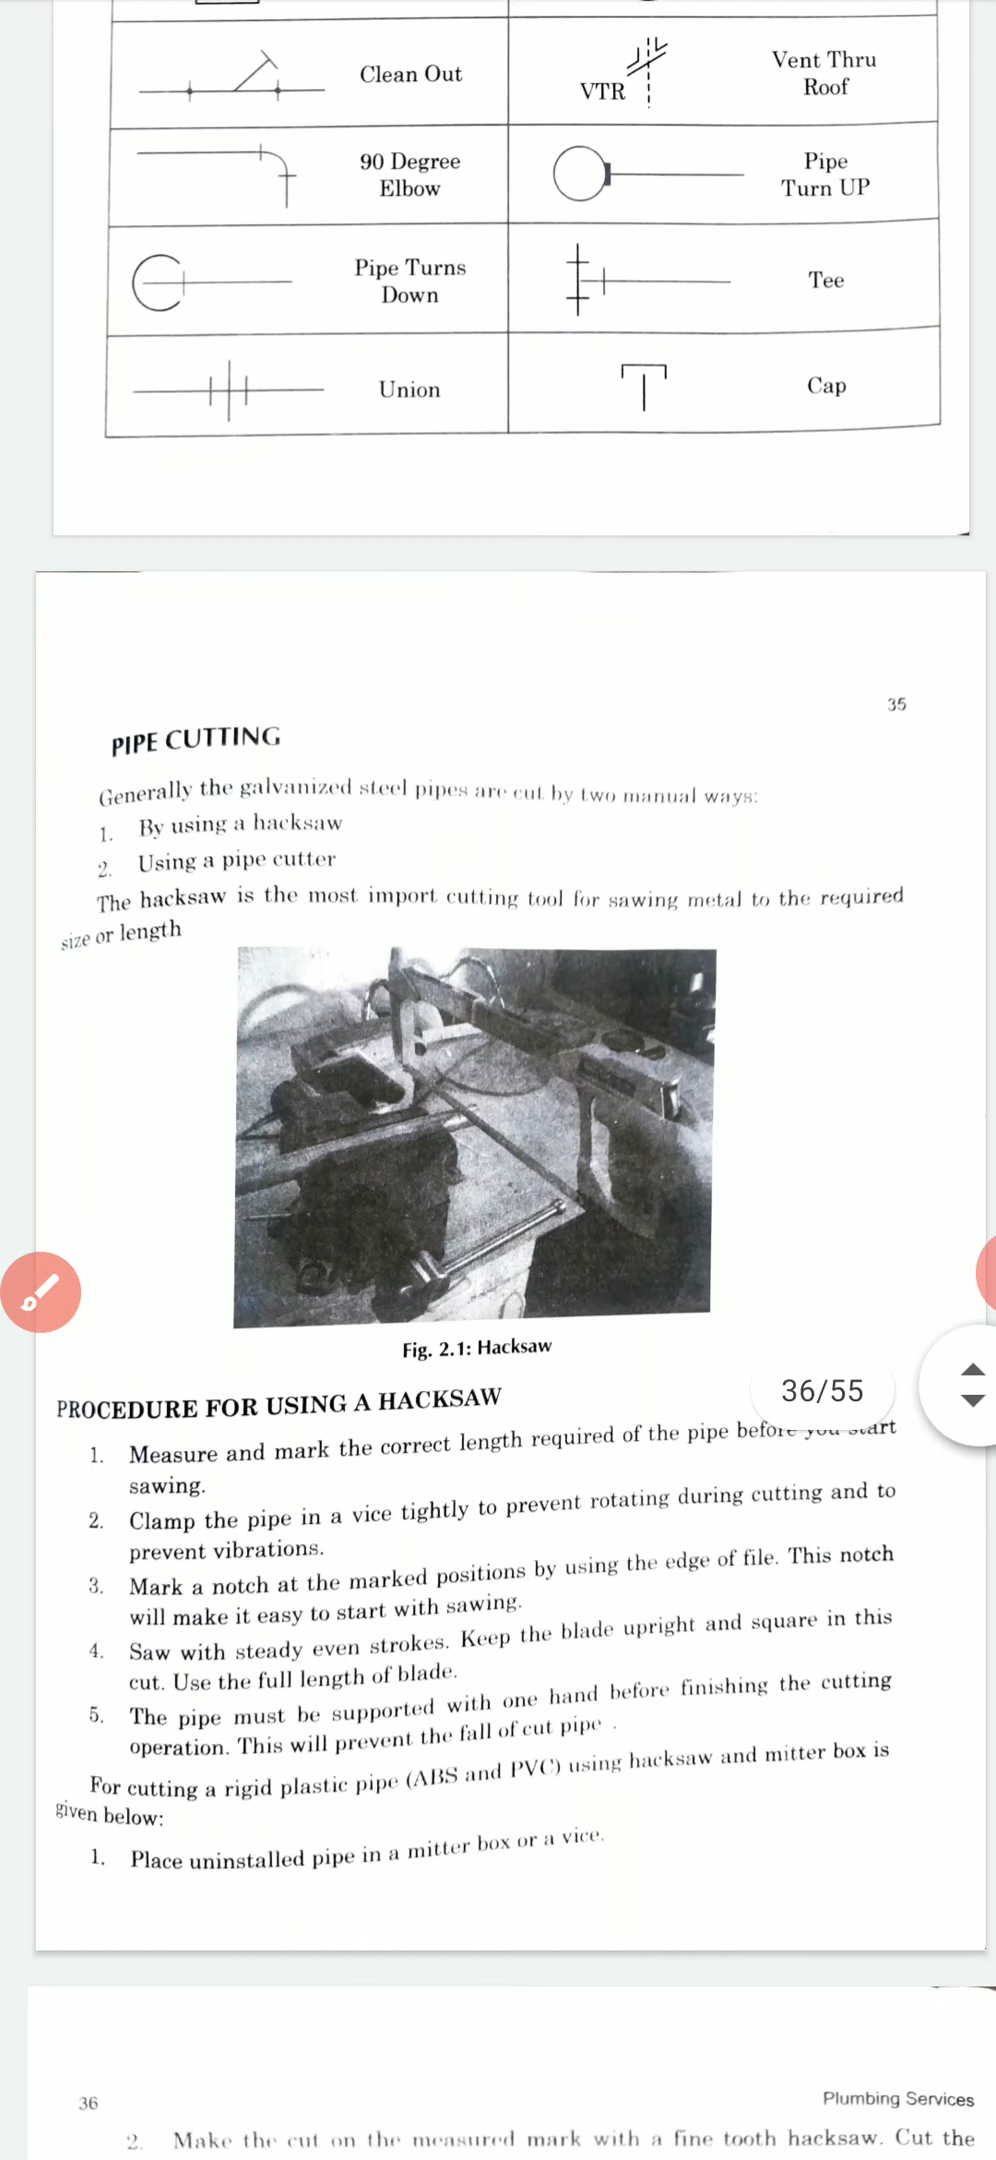 Clean Out
VTR
Vent Thru
Roof
90 Degree
Elbow
Pipe
Turn UP
Pipe Turns
Down
Tee
Union
Cap
35
PIPE CUTTING
Generally the galvanized steel pipes are cut by two manual ways:
1. By using a hacksaw
2. Using a pipe cutter
The hacksaw is the most import cutting tool for sawing metal to the required
size or length
Fig. 2.1: Hacksaw
36/55
PROCEDURE FOR USING A HACKSAW
1. Measure and mark the correct length required of the pipe before you start
sawing.
2. Clamp the pipe in a vice tightly to prevent rotating during cutting and to
prevent vibrations.
3. Mark a notch at the marked positions by using the edge of file. This notch
will make it easy to start with sawing.
4. Saw with steady even strokes. Keep the blade upright and square in this
cut. Use the full length of blade.
5. The pipe must be supported with one hand before finishing the cutting
operation. This will prevent the fall of cut pipe .
For cutting a rigid plastic pipe (ABS and PVC) using hacksaw and mitter box is
given below:
1. Place uninstalled pipe in a mitter box or a vice.
36
Plumbing Services
2. Make the cut on the measured mark with a fine tooth hacksaw. Cut the